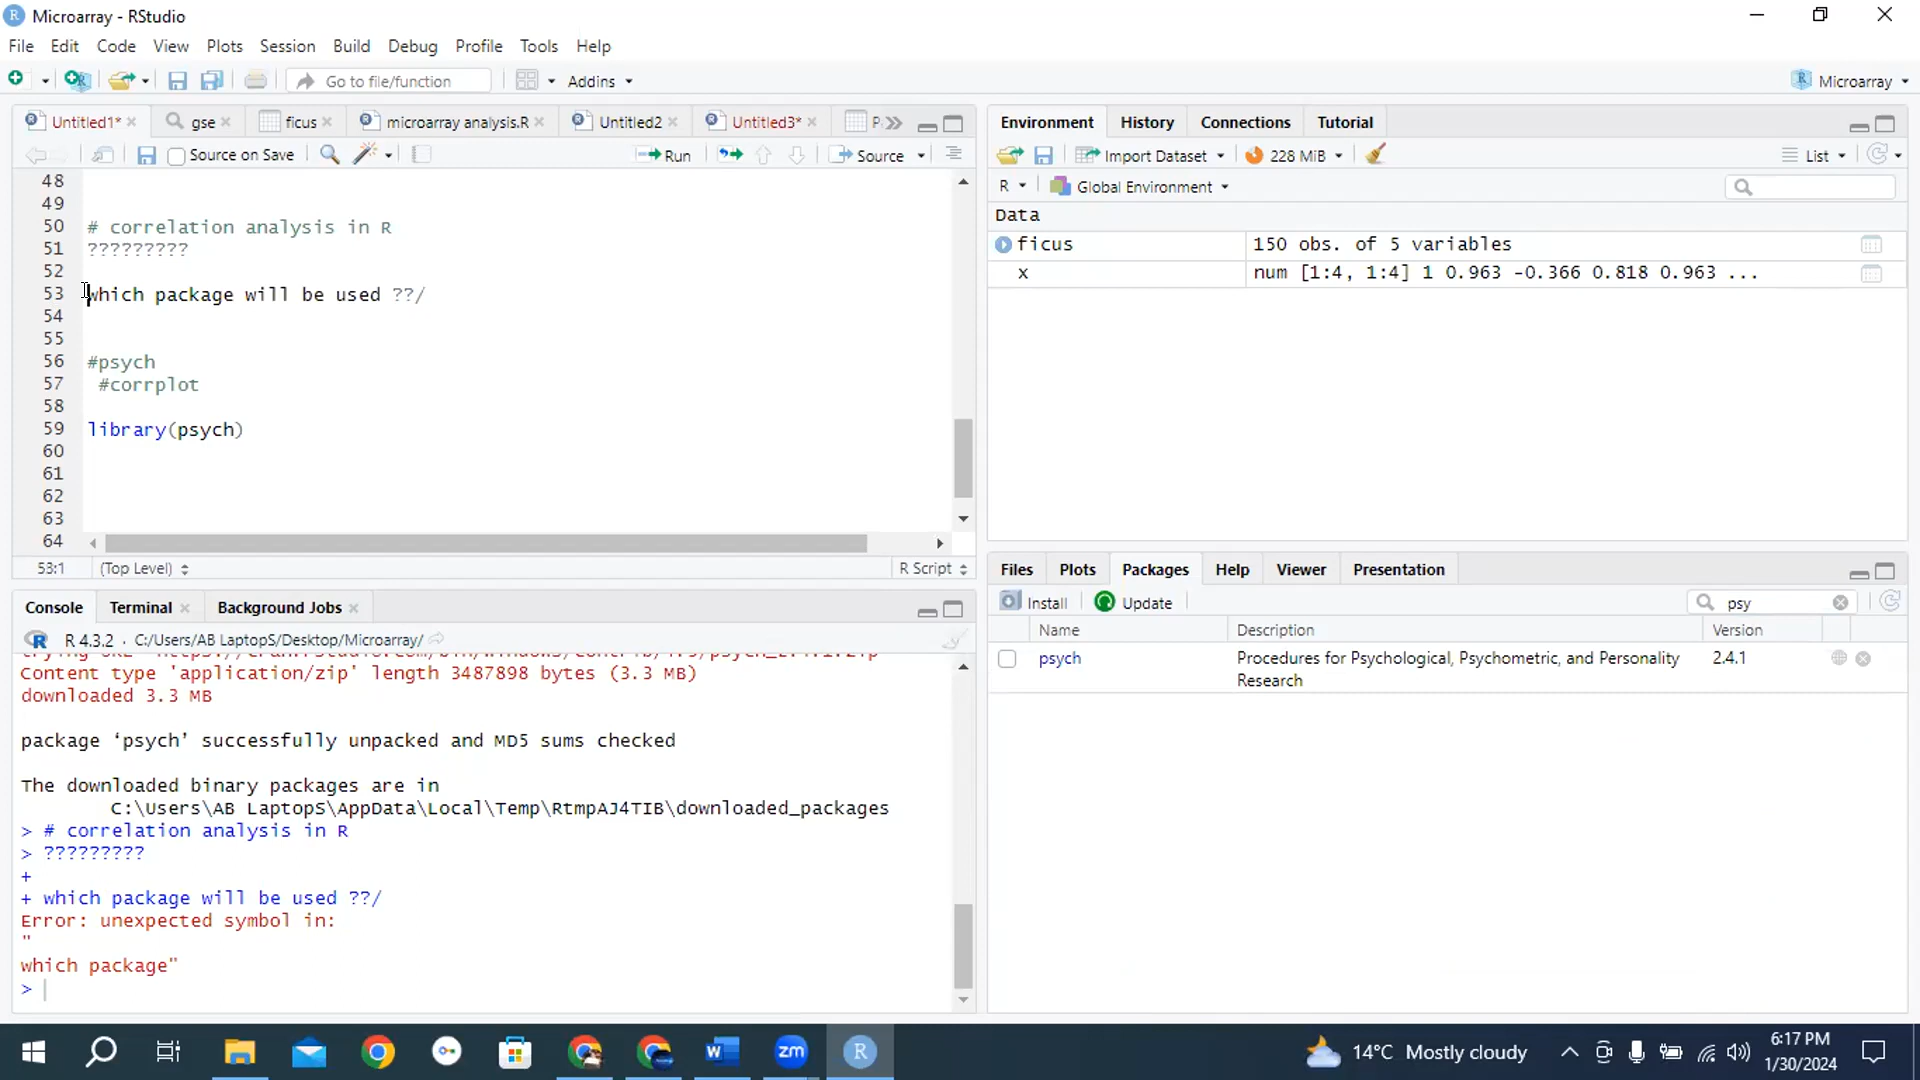 Microarray - RStudio
File Edit Code View Plots Session Build Debug Profile Tools Help
Go to file/function Addins Microarray
Untitled1* gse ficus microarray analysis.R Untitled2 Untitled3*
Source on Save Run Source
48
49
50 # correlation analysis in R
51 ?????????
52
53 which package will be used ??/
54
55
56 #psych
57 #corrplot
58
59 library(psych)
60
61
62
63
64
53:1 (Top Level) R Script
Console Terminal Background Jobs
R 4.3.2 · C:/Users/AB LaptopS/Desktop/Microarray/
Content type 'application/zip' length 3487898 bytes (3.3 MB)
downloaded 3.3 MB
package ‘psych’ successfully unpacked and MD5 sums checked
The downloaded binary packages are in
C:\Users\AB LaptopS\AppData\Local\Temp\RtmpAJ4TIB\downloaded_packages
> # correlation analysis in R
> ?????????
+
+ which package will be used ??/
Error: unexpected symbol in:
"
which package"
>
Environment History Connections Tutorial
Import Dataset 228 MiB List
R Global Environment
Data
ficus 150 obs. of 5 variables
x num [1:4, 1:4] 1 0.963 -0.366 0.818 0.963 ...
Files Plots Packages Help Viewer Presentation
Install Update psy
Name Description Version
psych Procedures for Psychological, Psychometric, and Personality 2.4.1
Research
14°C Mostly cloudy
6:17 PM
1/30/2024